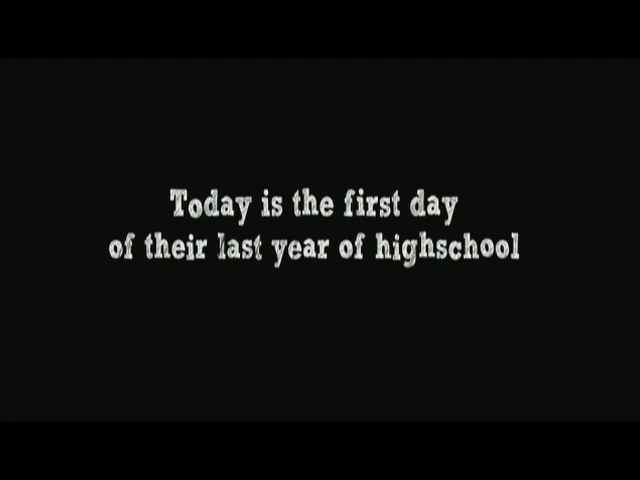 Today is the first day
of their last year of highschool